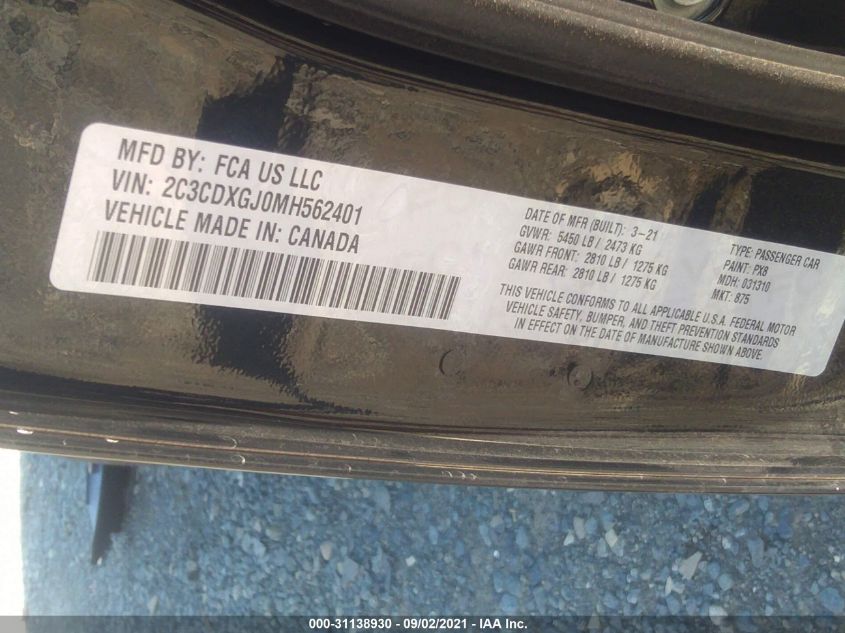 MFD BY: FCA US LLC
VIN: 2C3CDXGJ0MH562401
VEHICLE MADE IN: CANADA
DATE OF MFR (BUILT): 3-21
GVWR: 5450 LB / 2473 KG
GAWR FRONT: 2810 LB / 1275 KG
GAWR REAR: 2810 LB / 1275 KG
TYPE: PASSENGER CAR
PAINT: PX8
MDH: 031310
MKT: 875
THIS VEHICLE CONFORMS TO ALL APPLICABLE U.S.A. FEDERAL MOTOR
VEHICLE SAFETY, BUMPER, AND THEFT PREVENTION STANDARDS
IN EFFECT ON THE DATE OF MANUFACTURE SHOWN ABOVE.
000-31138930 - 09/02/2021 - IAA Inc.